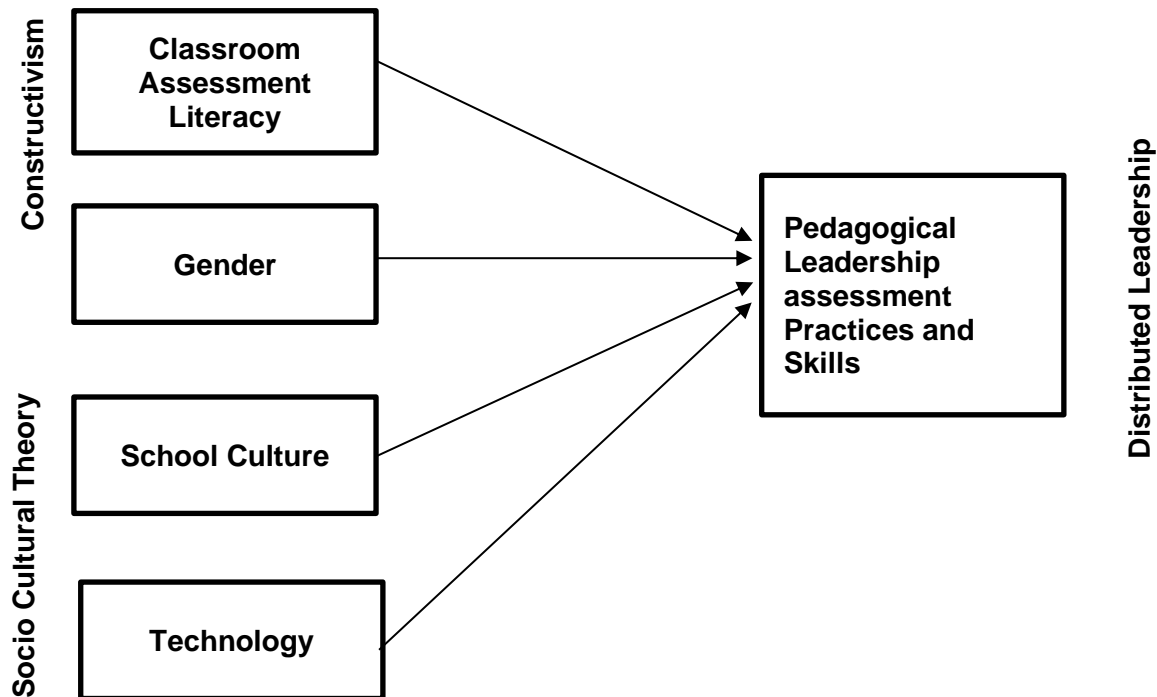 Constructivism
Classroom
Assessment
Literacy
Gender
Socio Cultural Theory
School Culture
Technology
Pedagogical
Leadership
assessment
Practices and
Skills
Distributed Leadership